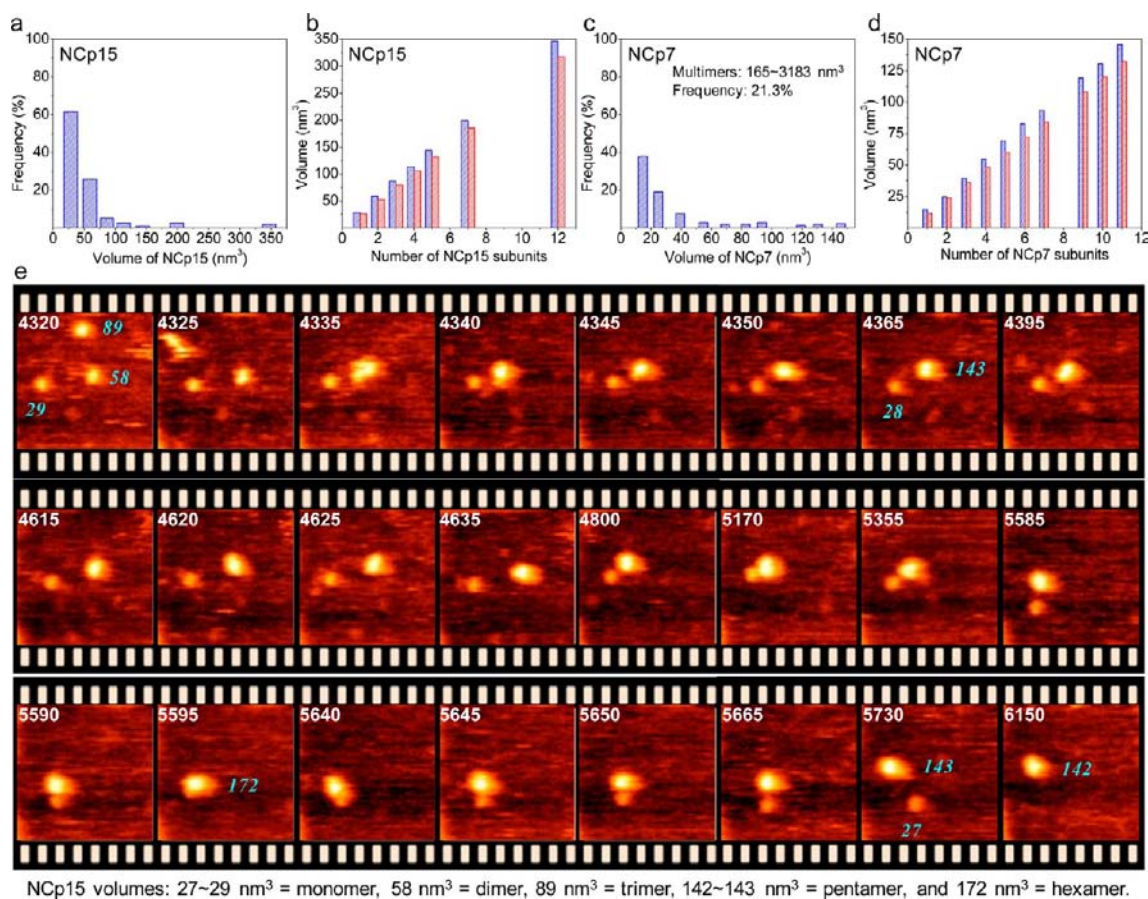 a
NCp15
Frequency (%)
100
80
60
40
20
0 50 100 150 200 250 300 350
Volume of NCp15 (nm³)
b
NCp15
Volume (nm³)
350
300
250
200
150
100
50
0 2 4 6 8 10 12
Number of NCp15 subunits
c
NCp7
Multimers: 165~3183 nm³
Frequency: 21.3%
Frequency (%)
100
80
60
40
20
0 20 40 60 80 100 120 140
Volume of NCp7 (nm³)
d
NCp7
Volume (nm³)
150
125
100
75
50
25
0 2 4 6 8 10 12
Number of NCp7 subunits
e
4320 4325 4335 4340 4345 4350 4365 4395
89
58
29
143
28
4615 4620 4625 4635 4800 5170 5355 5585
5590 5595 5640 5645 5650 5665 5730 6150
172
143
27
142
NCp15 volumes: 27~29 nm³ = monomer, 58 nm³ = dimer, 89 nm³ = trimer, 142~143 nm³ = pentamer, and 172 nm³ = hexamer.